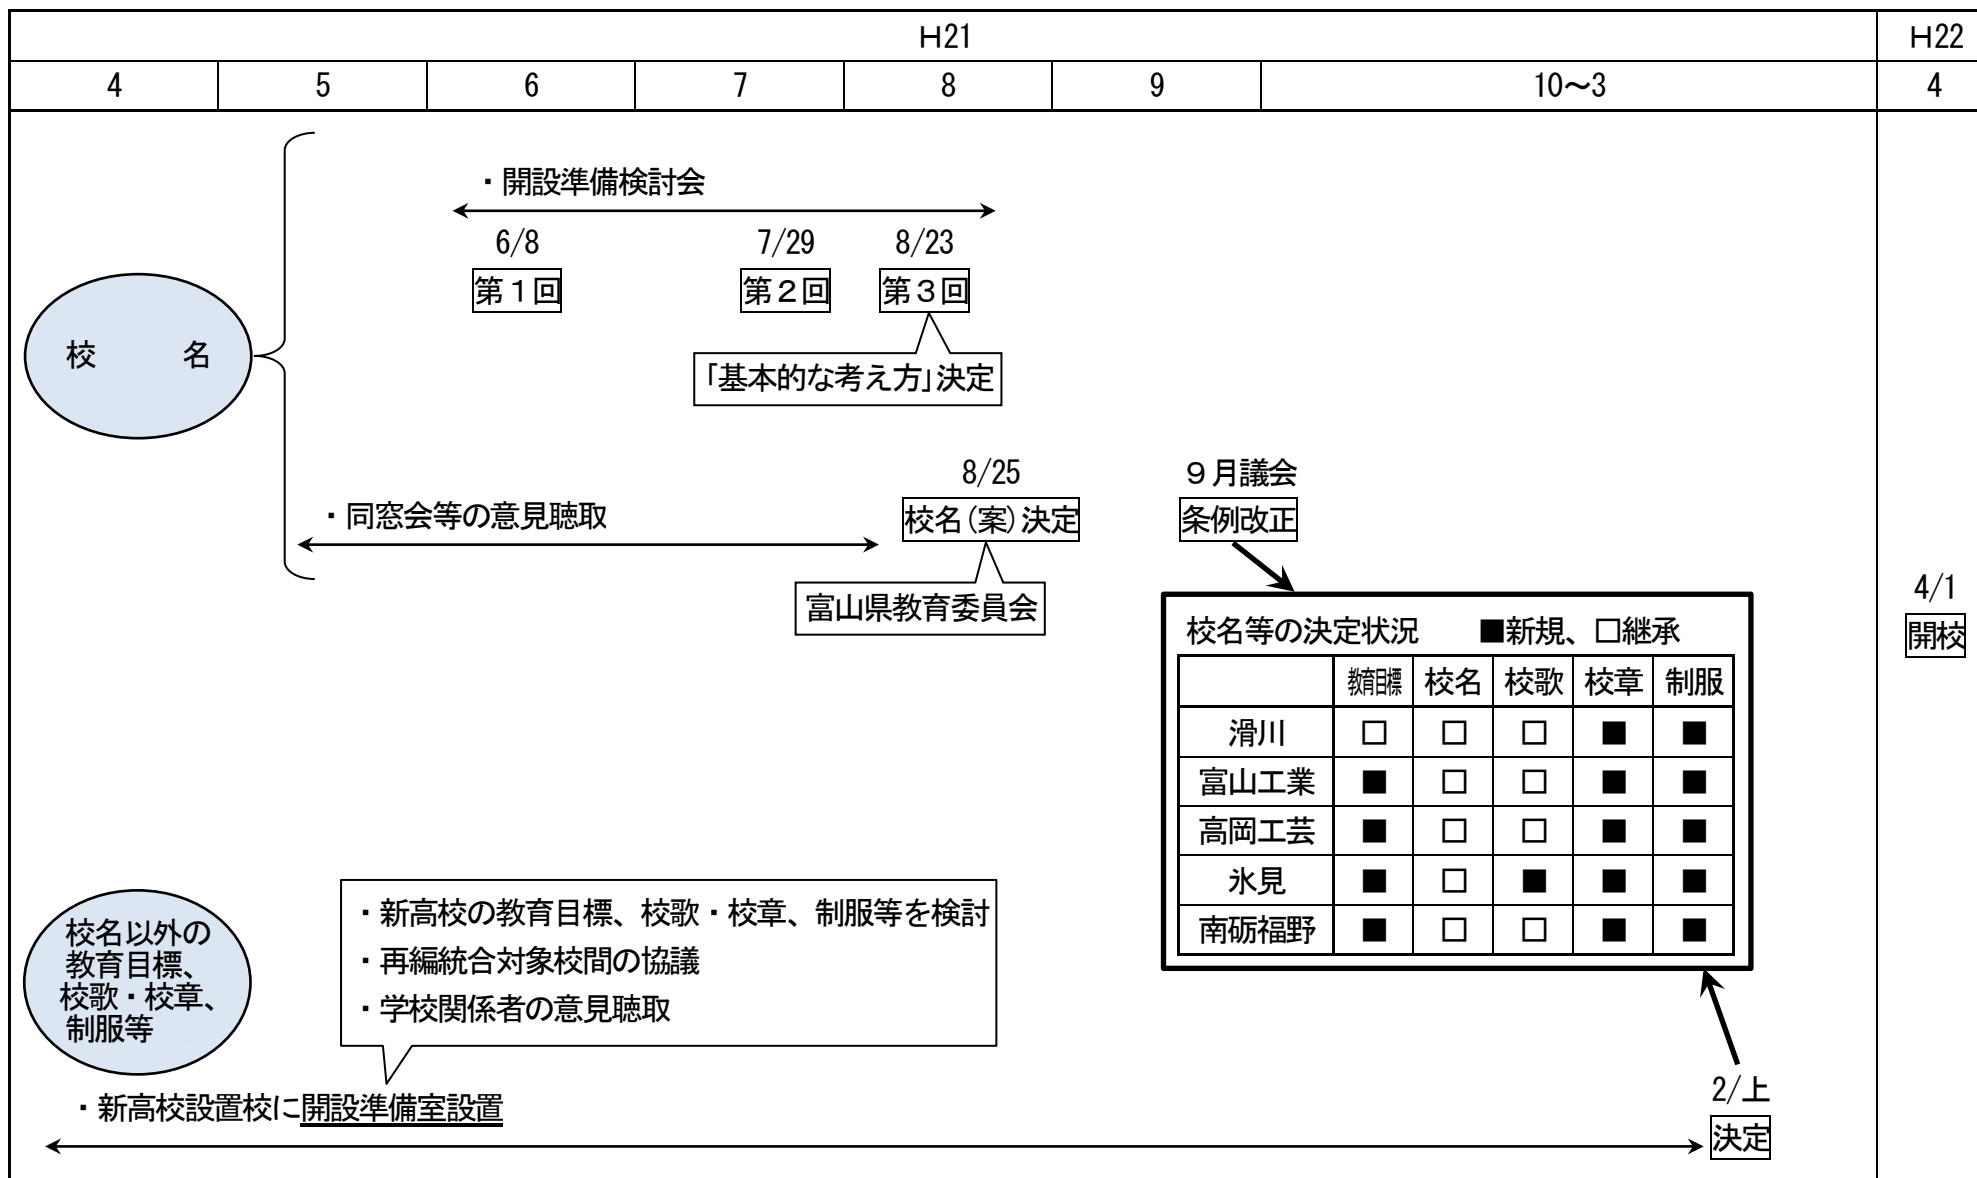 H21
H22
4
5
6
7
8
9
10～3
4
・開設準備検討会
6/8
7/29
8/23
第１回
第２回
第３回
校　　名
「基本的な考え方」決定
8/25
９月議会
・同窓会等の意見聴取
校名(案)決定
条例改正
富山県教育委員会
4/1
開校
校名等の決定状況　■新規、□継承
教育目標 校名 校歌 校章 制服
滑川 □ □ □ ■ ■
富山工業 ■ □ □ ■ ■
高岡工芸 ■ □ □ ■ ■
氷見 ■ □ ■ ■ ■
南砺福野 ■ □ □ ■ ■
校名以外の
教育目標、
校歌・校章、
制服等
・新高校の教育目標、校歌・校章、制服等を検討
・再編統合対象校間の協議
・学校関係者の意見聴取
・新高校設置校に開設準備室設置
2/上
決定